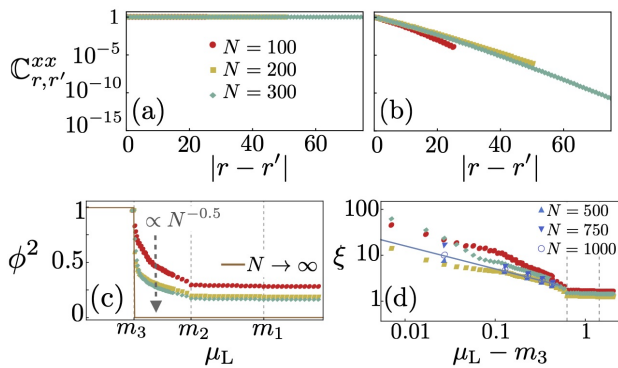 1
10^{-5}
10^{-10}
10^{-15}
ℂ^{xx}_{r,r′}
N = 100
N = 200
N = 300
(a)
0 20 40 60
|r − r′|
(b)
0 20 40 60
|r − r′|
1
0.5
0
ϕ^2
∝ N^{−0.5}
N → ∞
(c)
m_3 m_2 m_1
μ_L
100
10
1
ξ
N = 500
N = 750
N = 1000
(d)
0.01 0.1 1
μ_L − m_3